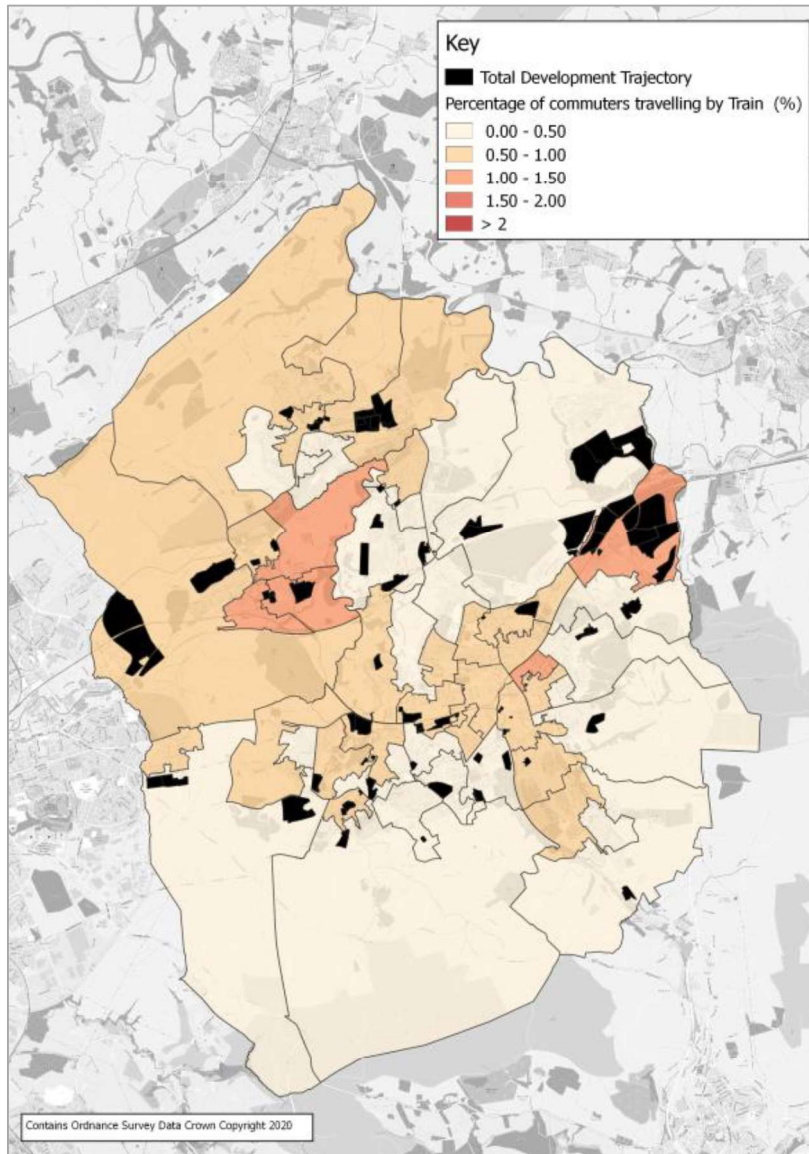 Key
Total Development Trajectory
Percentage of commuters travelling by Train (%)
0.00 - 0.50
0.50 - 1.00
1.00 - 1.50
1.50 - 2.00
> 2
Contains Ordnance Survey Data Crown Copyright 2020